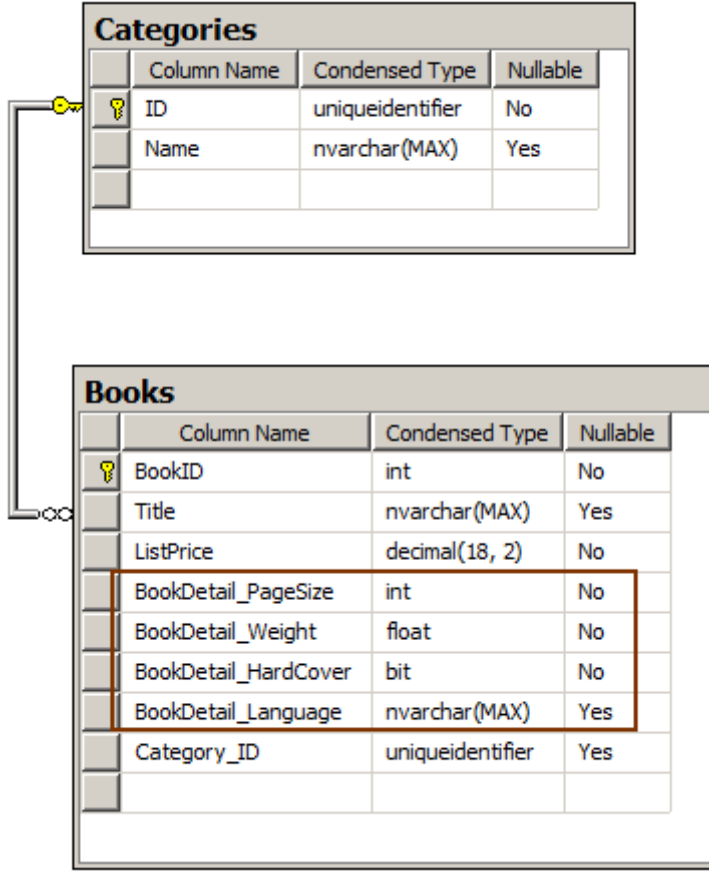 Categories
Column Name Condensed Type Nullable
ID uniqueidentifier No
Name nvarchar(MAX) Yes
Books
Column Name Condensed Type Nullable
BookID int No
Title nvarchar(MAX) Yes
ListPrice decimal(18, 2) No
BookDetail_PageSize int No
BookDetail_Weight float No
BookDetail_HardCover bit No
BookDetail_Language nvarchar(MAX) Yes
Category_ID uniqueidentifier Yes